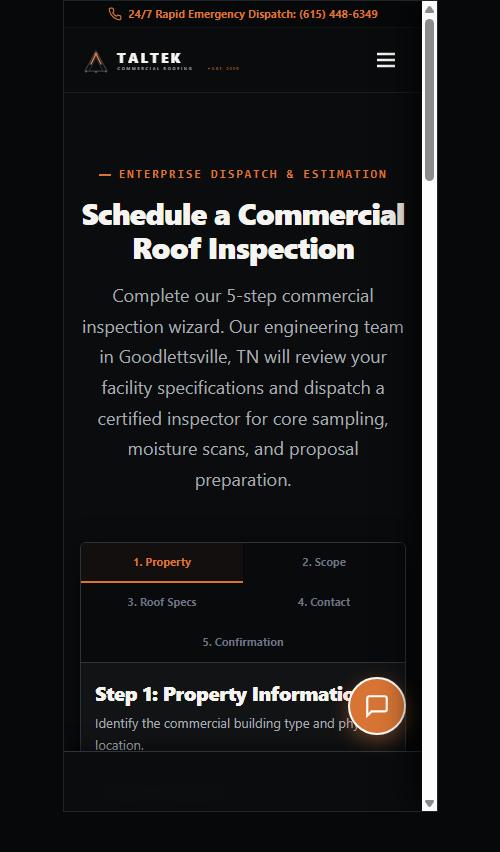 24/7 Rapid Emergency Dispatch: (615) 448-6349
TALTEK
COMMERCIAL ROOFING
— ENTERPRISE DISPATCH & ESTIMATION
Schedule a Commercial
Roof Inspection
Complete our 5-step commercial
inspection wizard. Our engineering team
in Goodlettsville, TN will review your
facility specifications and dispatch a
certified inspector for core sampling,
moisture scans, and proposal
preparation.
1. Property
2. Scope
3. Roof Specs
4. Contact
5. Confirmation
Step 1: Property
Identify the commercial building type and
location.